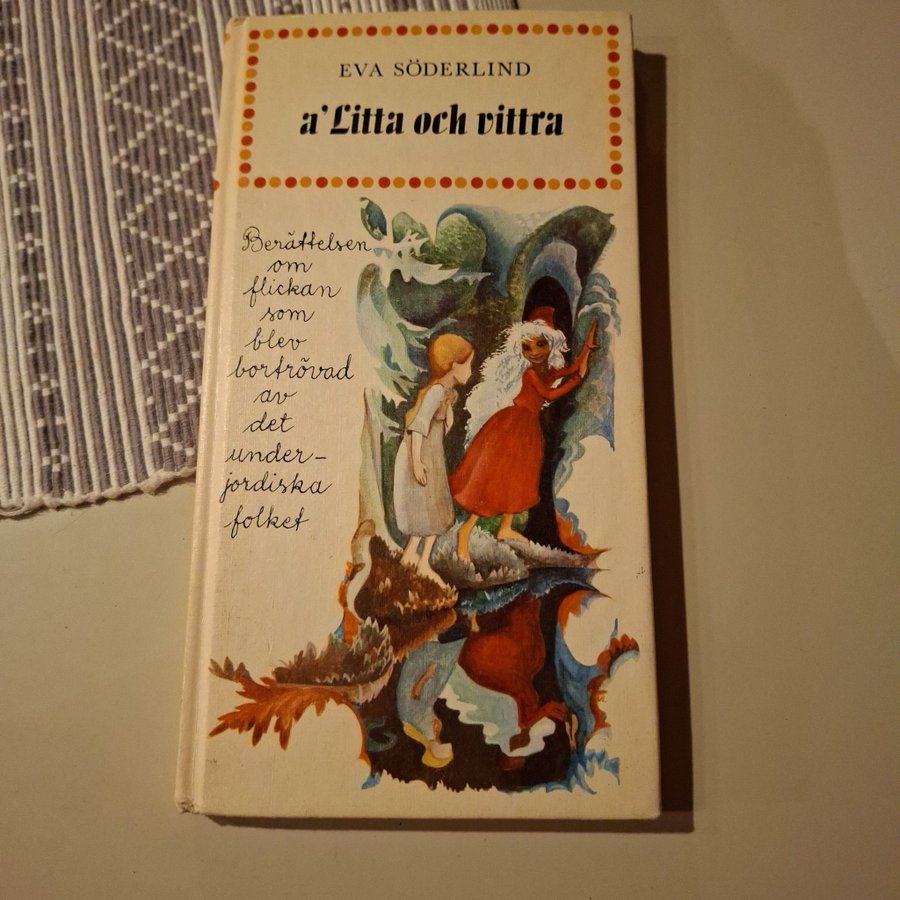 EVA SÖDERLIND
a' Litta och vittra
Berättelsen
om
flickan
som
blev
bortrövad
av
det
under-
jordiska
folket